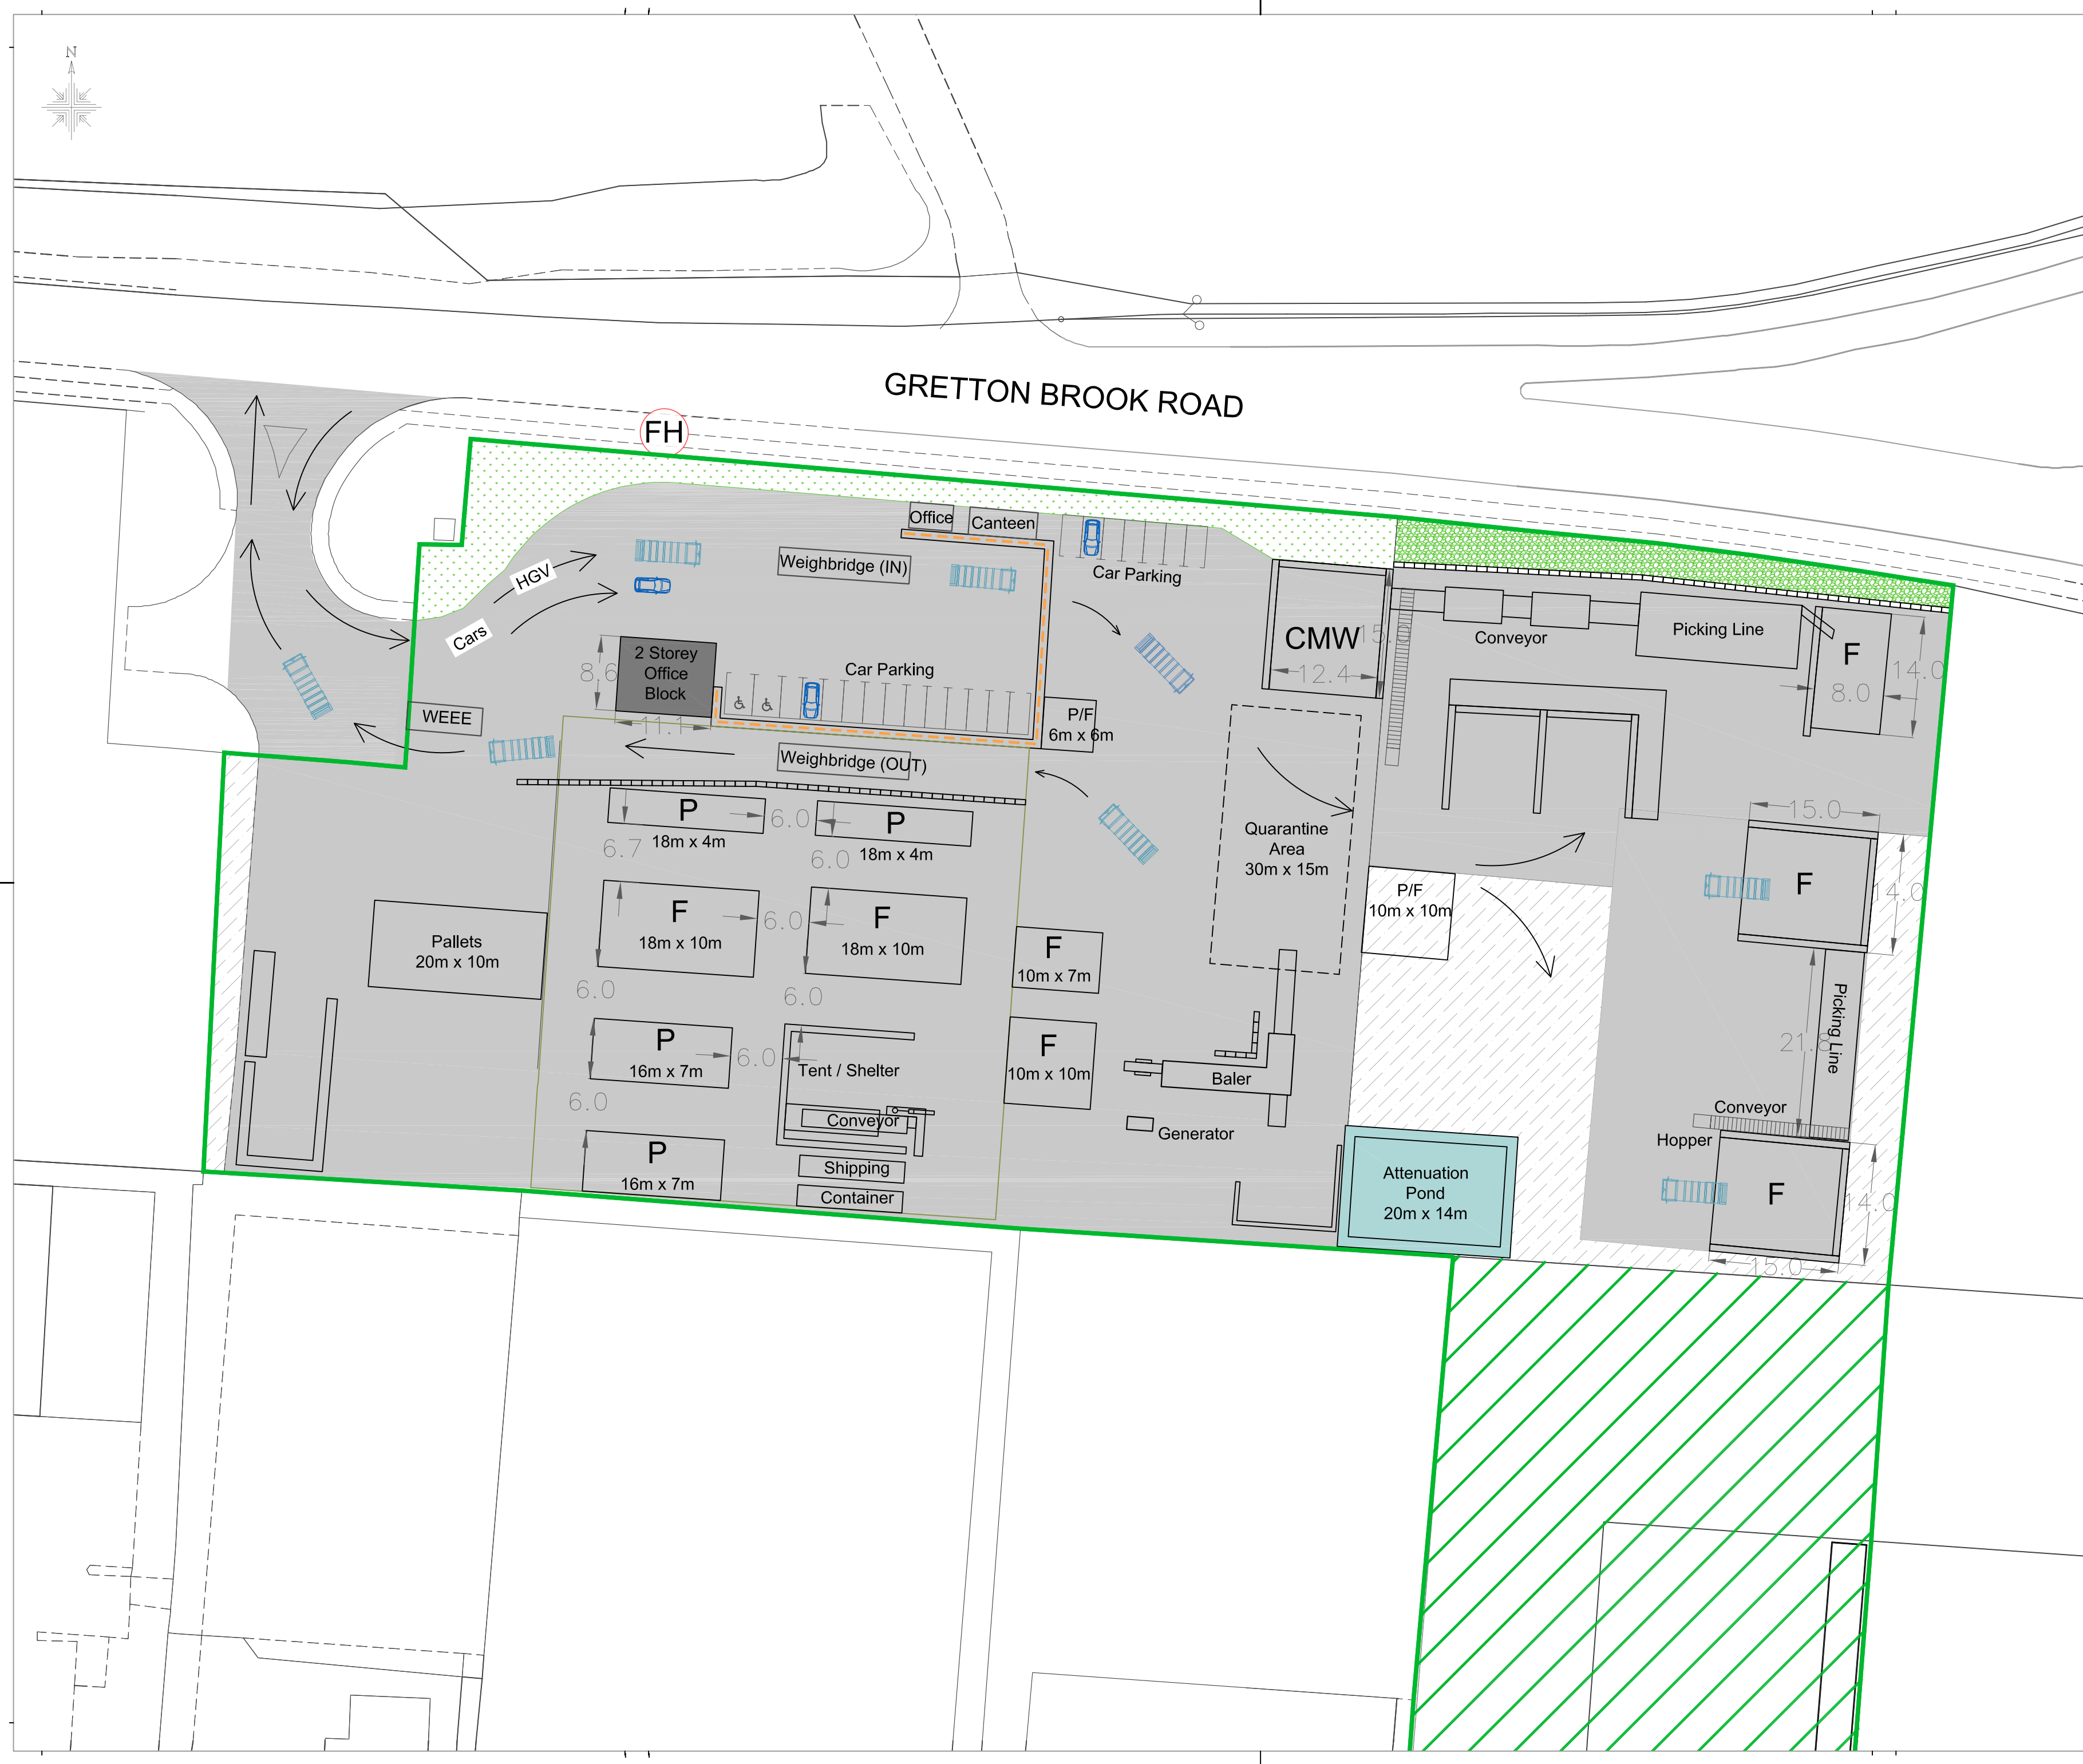 N
GRETTON BROOK ROAD
FH
Office
Canteen
Weighbridge (IN)
Car Parking
HGV
Cars
2 Storey
Office
Block
8.6
11.1
Car Parking
CMW
15.0
12.4
Conveyor
Picking Line
F
14.0
8.0
WEEE
P/F
6m x 6m
Weighbridge (OUT)
P
18m x 4m
6.0
P
18m x 4m
6.7
6.0
Quarantine
Area
30m x 15m
15.0
F
14.0
P/F
10m x 10m
Pallets
20m x 10m
F
18m x 10m
6.0
F
18m x 10m
F
10m x 7m
6.0
6.0
Picking Line
21.8
P
16m x 7m
6.0
Tent / Shelter
F
10m x 10m
Baler
6.0
Conveyor
Generator
Conveyor
Hopper
P
16m x 7m
Shipping
Container
Attenuation
Pond
20m x 14m
F
14.0
15.0